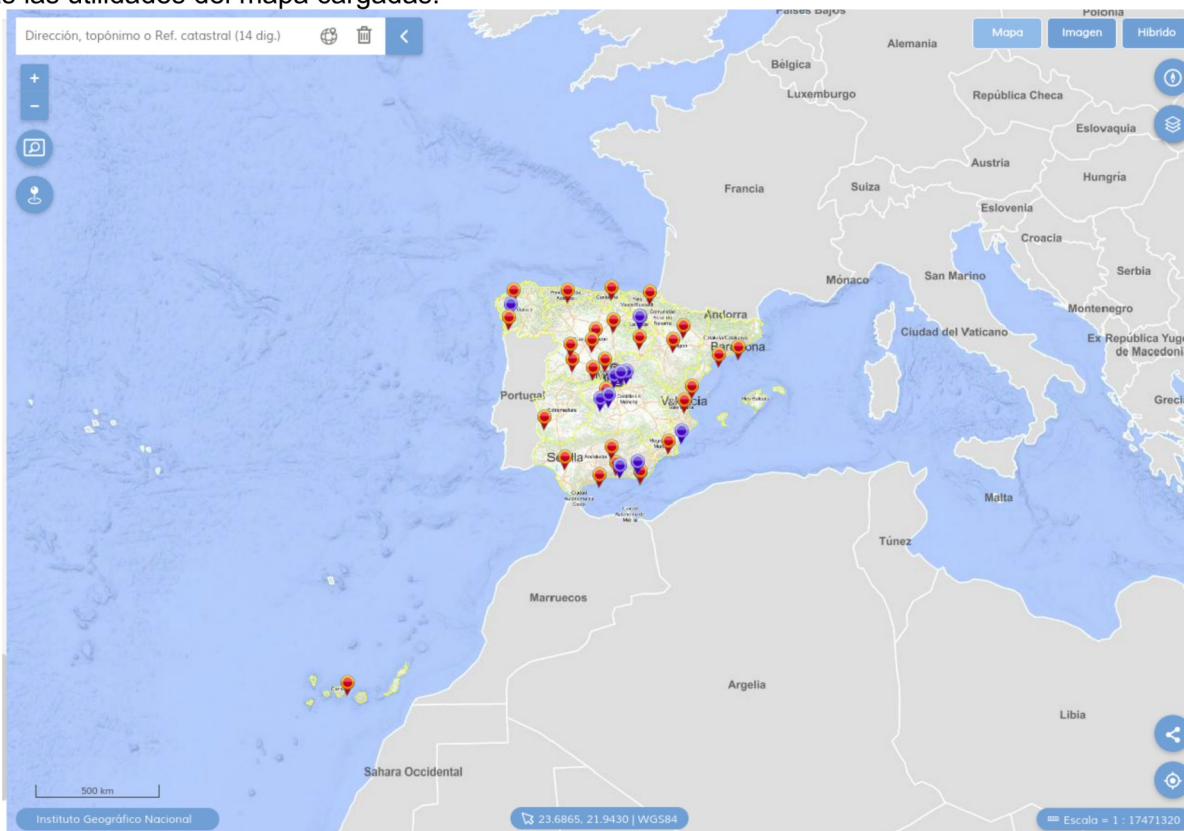 las utilidades del mapa cargadas.
Dirección, topónimo o Ref. catastral (14 dig.)
Mapa
Imagen
Híbrido
Países Bajos
Polonia
Alemania
Bélgica
Luxemburgo
República Checa
Eslovaquia
Austria
Hungría
Francia
Suiza
Eslovenia
Croacia
Mónaco
San Marino
Serbia
Andorra
Montenegro
Ciudad del Vaticano
Ex República Yugo
de Macedoni
Portugal
Greci
Malta
Túnez
Marruecos
Argelia
Libia
Sahara Occidental
500 km
Instituto Geográfico Nacional
23.6865, 21.9430 | WGS84
Escala = 1 : 17471320